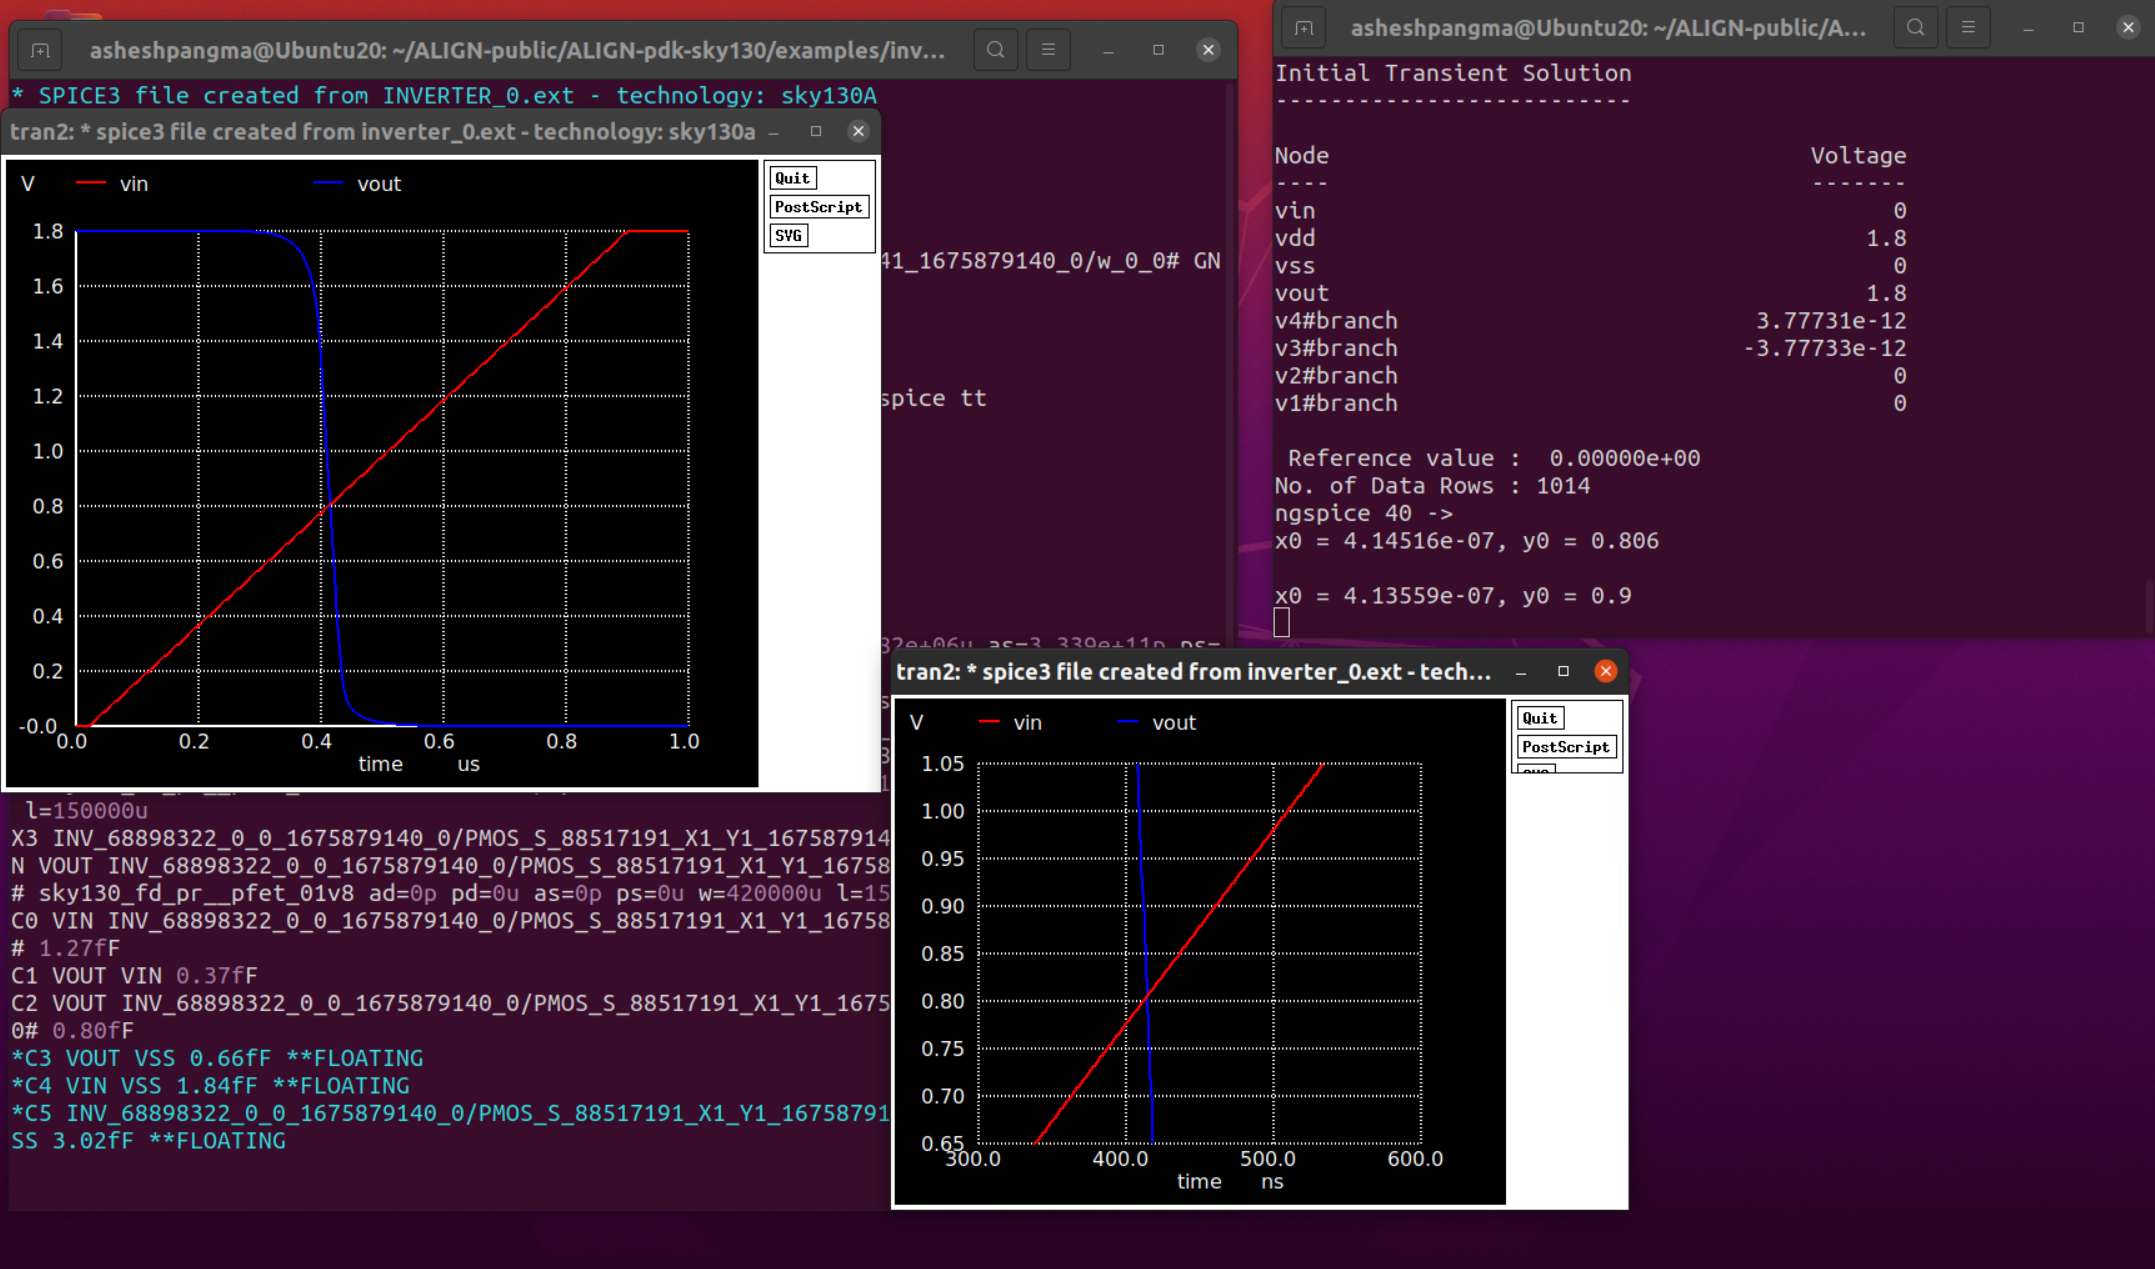 asheshpangma@Ubuntu20: ~/ALIGN-public/ALIGN-pdk-sky130/examples/inv...
* SPICE3 file created from INVERTER_0.ext - technology: sky130A
tran2: * spice3 file created from inverter_0.ext - technology: sky130a
V vin vout
Quit
PostScript
SVG
1.8
1.6
1.4
1.2
1.0
0.8
0.6
0.4
0.2
-0.0
0.0 0.2 0.4 0.6 0.8 1.0
time us
41_1675879140_0/w_0_0# GN
spice tt
32e+06u as=3.339e+11p ps=
l=150000u
X3 INV_68898322_0_0_1675879140_0/PMOS_S_88517191_X1_Y1_167587914
N VOUT INV_68898322_0_0_1675879140_0/PMOS_S_88517191_X1_Y1_16758
# sky130_fd_pr__pfet_01v8 ad=0p pd=0u as=0p ps=0u w=420000u l=15
C0 VIN INV_68898322_0_0_1675879140_0/PMOS_S_88517191_X1_Y1_16758
# 1.27fF
C1 VOUT VIN 0.37fF
C2 VOUT INV_68898322_0_0_1675879140_0/PMOS_S_88517191_X1_Y1_1675
0# 0.80fF
*C3 VOUT VSS 0.66fF **FLOATING
*C4 VIN VSS 1.84fF **FLOATING
*C5 INV_68898322_0_0_1675879140_0/PMOS_S_88517191_X1_Y1_16758791
SS 3.02fF **FLOATING
asheshpangma@Ubuntu20: ~/ALIGN-public/A...
Initial Transient Solution
--------------------------
Node Voltage
---- -------
vin 0
vdd 1.8
vss 0
vout 1.8
v4#branch 3.77731e-12
v3#branch -3.77733e-12
v2#branch 0
v1#branch 0
Reference value : 0.00000e+00
No. of Data Rows : 1014
ngspice 40 ->
x0 = 4.14516e-07, y0 = 0.806
x0 = 4.13559e-07, y0 = 0.9
tran2: * spice3 file created from inverter_0.ext - tech...
V vin vout
Quit
PostScript
1.05
1.00
0.95
0.90
0.85
0.80
0.75
0.70
0.65
300.0 400.0 500.0 600.0
time ns